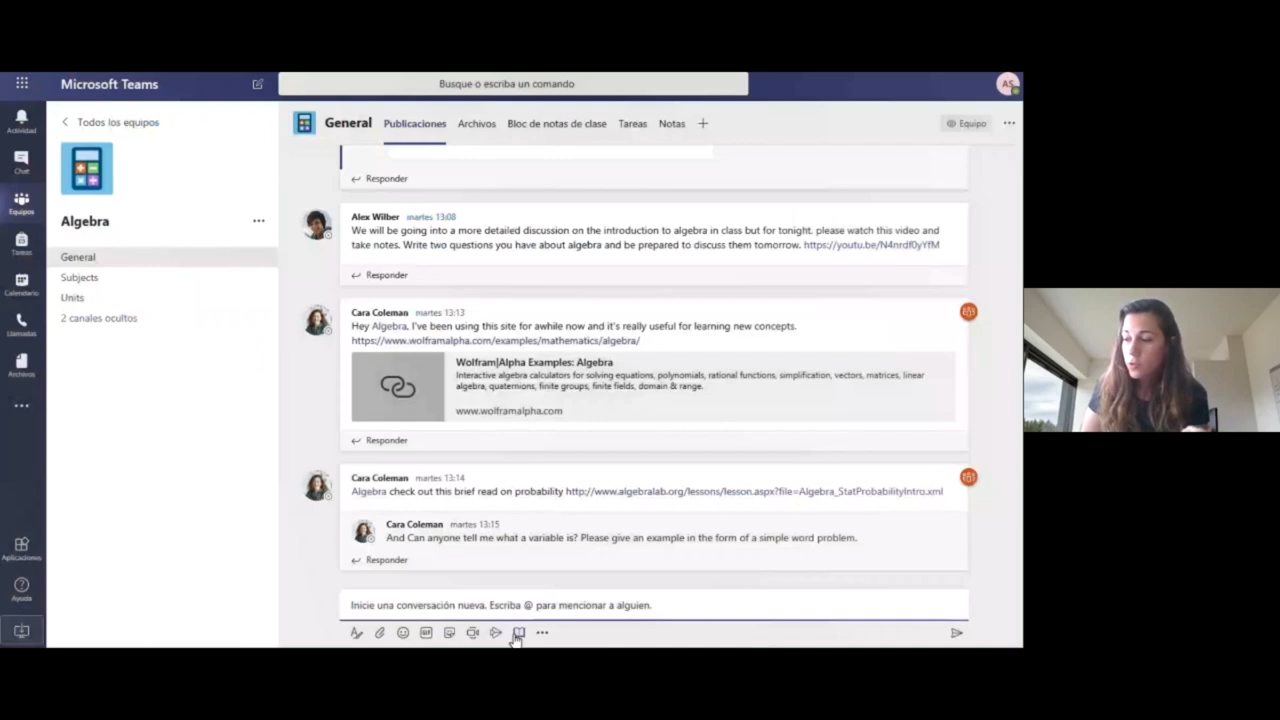 Microsoft Teams
Busque o escriba un comando
AS
Actividad
Chat
Equipos
Tareas
Calendario
Llamadas
Archivos
Aplicaciones
Ayuda
Todos los equipos
Algebra
General
Subjects
Units
2 canales ocultos
General Publicaciones Archivos Bloc de notas de clase Tareas Notas
Equipo
Responder
Alex Wilber martes 13:08
We will be going into a more detailed discussion on the introduction to algebra in class but for tonight. please watch this video and
take notes. Write two questions you have about algebra and be prepared to discuss them tomorrow. https://youtu.be/N4nrdf0yYfM
Responder
Cara Coleman martes 13:13
Hey Algebra, I've been using this site for awhile now and it's really useful for learning new concepts.
https://www.wolframalpha.com/examples/mathematics/algebra/
Wolfram|Alpha Examples: Algebra
Interactive algebra calculators for solving equations, polynomials, rational functions, simplification, vectors, matrices, linear
algebra, quaternions, finite groups, finite fields, domain & range.
www.wolframalpha.com
Responder
Cara Coleman martes 13:14
Algebra check out this brief read on probability http://www.algebralab.org/lessons/lesson.aspx?file=Algebra_StatProbabilityIntro.xml
Cara Coleman martes 13:15
And Can anyone tell me what a variable is? Please give an example in the form of a simple word problem.
Responder
Inicie una conversación nueva. Escriba @ para mencionar a alguien.
GIF